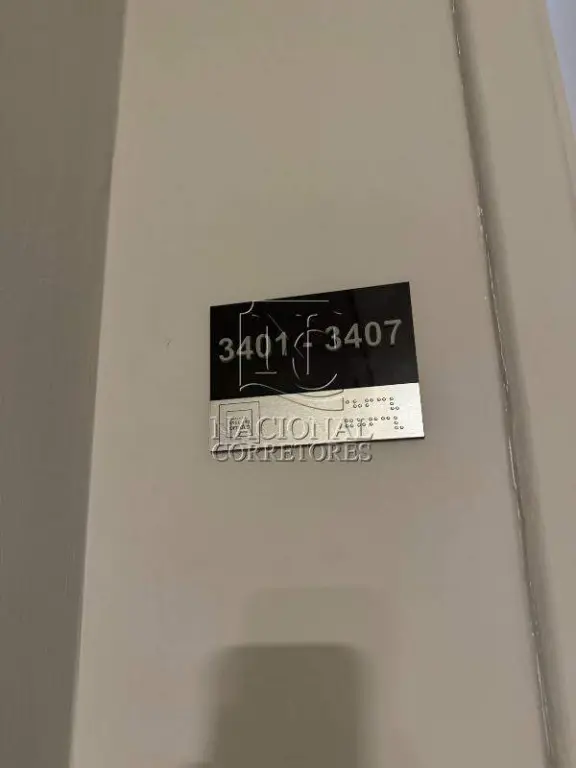 3401 - 3407
NACIONAL
CORRETORES